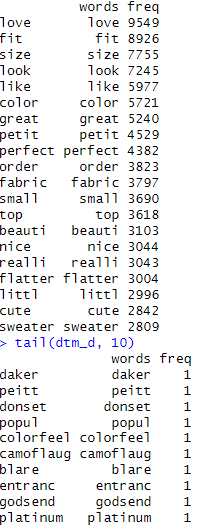 words freq
love love 9549
fit fit 8926
size size 7755
look look 7245
like like 5977
color color 5721
great great 5240
petit petit 4529
perfect perfect 4382
order order 3823
fabric fabric 3797
small small 3690
top top 3618
beauti beauti 3103
nice nice 3044
realli realli 3043
flatter flatter 3004
littl littl 2996
cute cute 2842
sweater sweater 2809
> tail(dtm_d, 10)
words freq
daker daker 1
peitt peitt 1
donset donset 1
popul popul 1
colorfeel colorfeel 1
camoflaug camoflaug 1
blare blare 1
entranc entranc 1
godsend godsend 1
platinum platinum 1